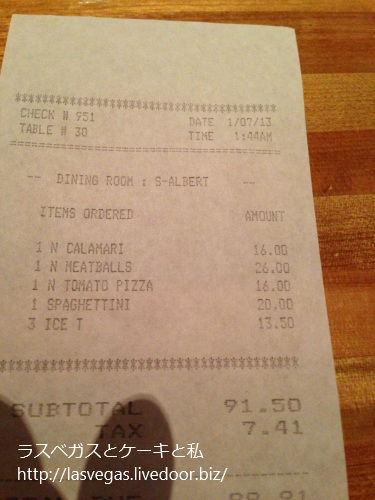 ****************************************
CHECK # 951 DATE 1/07/13
TABLE # 30 TIME 1:44AM
========================================
-- DINING ROOM : S-ALBERT --
ITEMS ORDERED AMOUNT
1 N CALAMARI 16.00
1 N MEATBALLS 26.00
1 N TOMATO PIZZA 16.00
1 SPAGHETTINI 20.00
3 ICE T 13.50
****************************************
SUBTOTAL 91.50
TAX 7.41
ラスベガスとケーキと私
http://lasvegas.livedoor.biz/